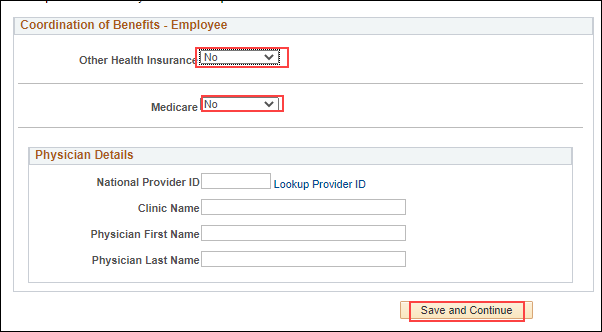 Coordination of Benefits - Employee
Other Health Insurance No
Medicare No
Physician Details
National Provider ID Lookup Provider ID
Clinic Name
Physician First Name
Physician Last Name
Save and Continue